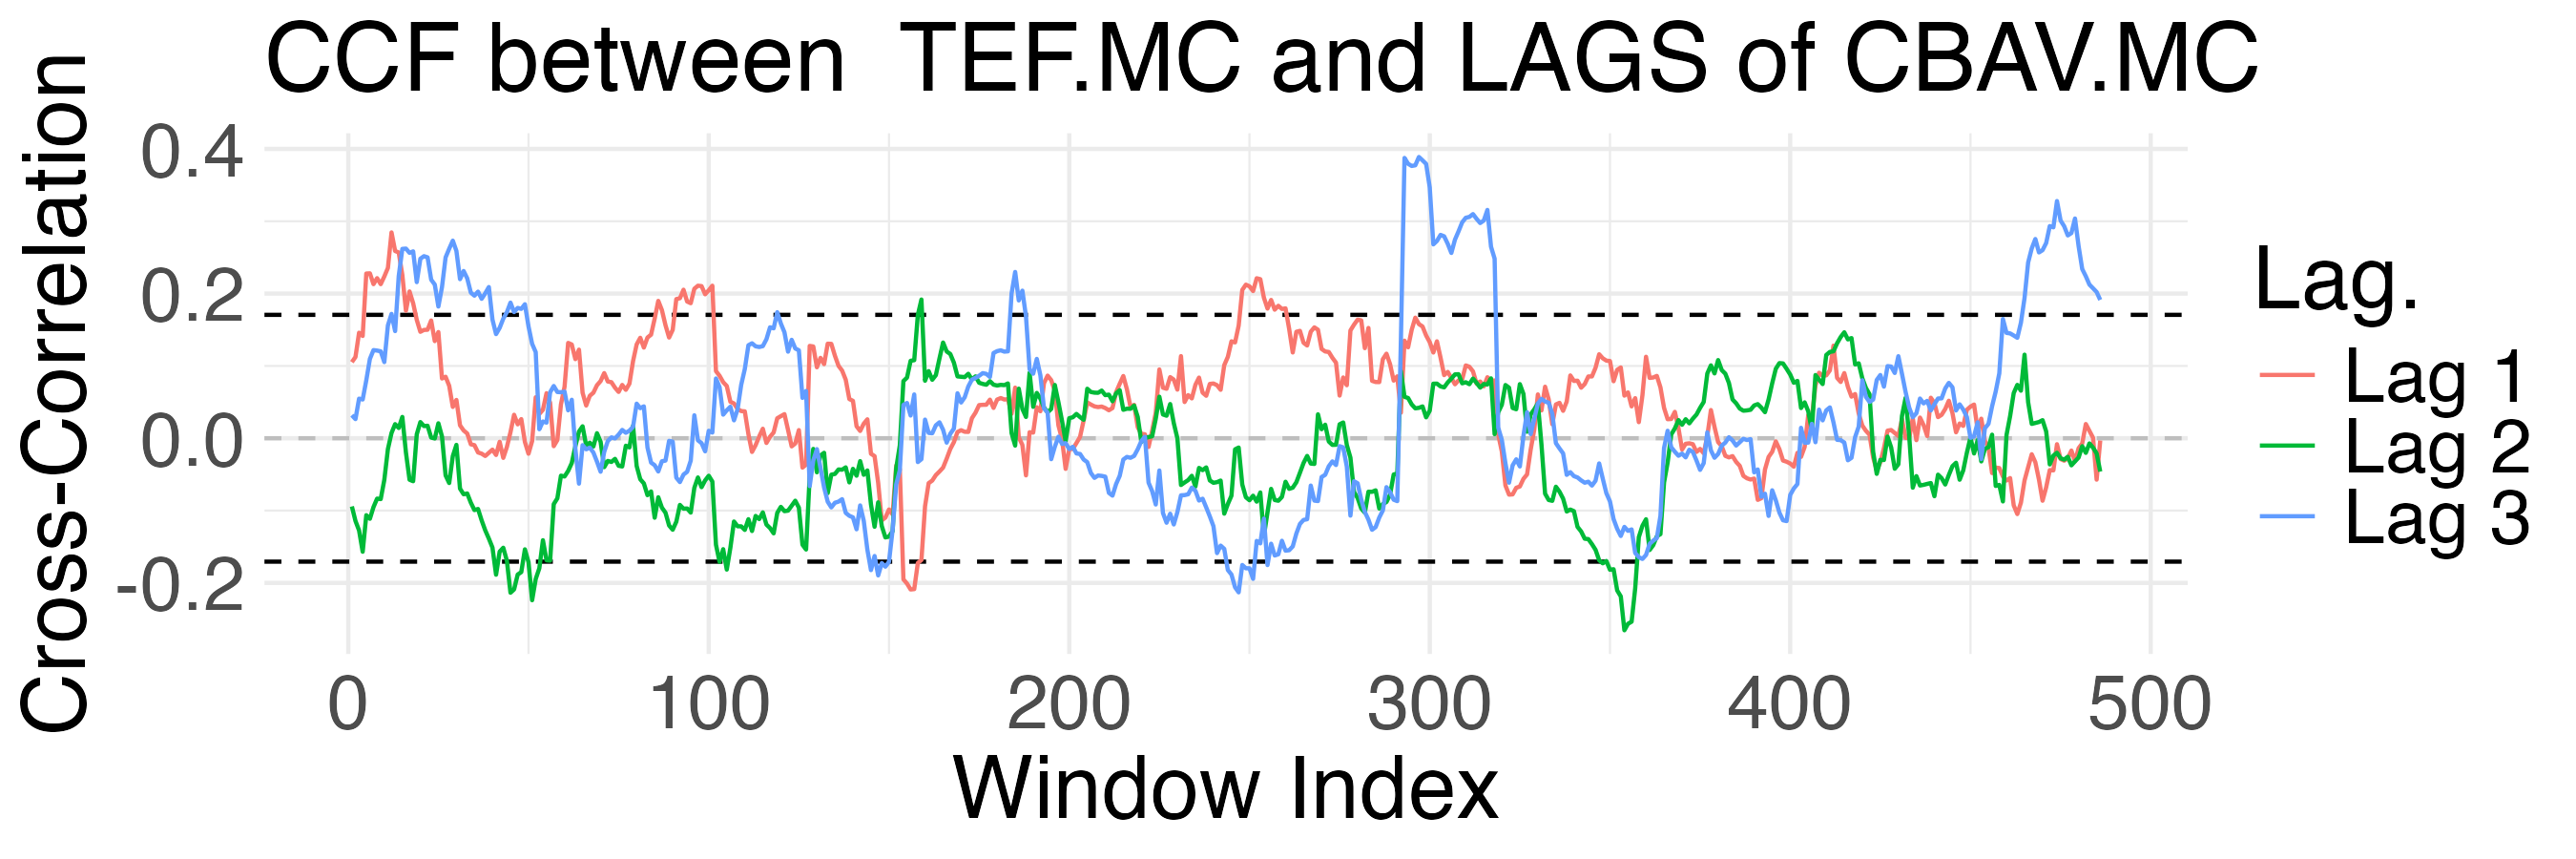 CCF between  TEF.MC and LAGS of CBAV.MC
Cross-Correlation
0.4
0.2
0.0
-0.2
0 100 200 300 400 500
Window Index
Lag.
Lag 1
Lag 2
Lag 3